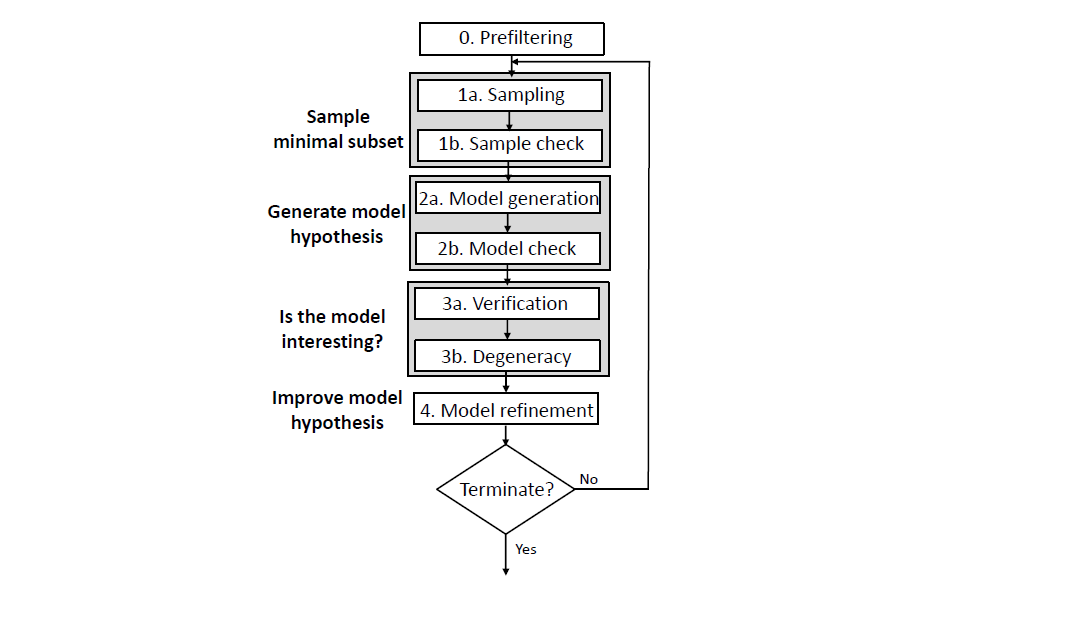 0. Prefiltering
Sample
minimal subset
1a. Sampling
1b. Sample check
Generate model
hypothesis
2a. Model generation
2b. Model check
Is the model
interesting?
3a. Verification
3b. Degeneracy
Improve model
hypothesis
4. Model refinement
Terminate?
No
Yes